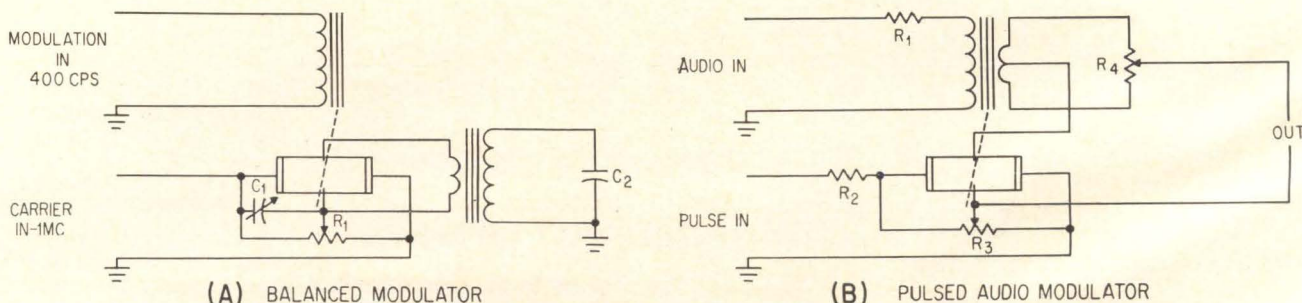 MODULATION
IN
400 CPS
C1
R1
C2
CARRIER
IN-1MC
(A) BALANCED MODULATOR
AUDIO IN
R1
R4
OUT
R2
PULSE IN
R3
(B) PULSED AUDIO MODULATOR